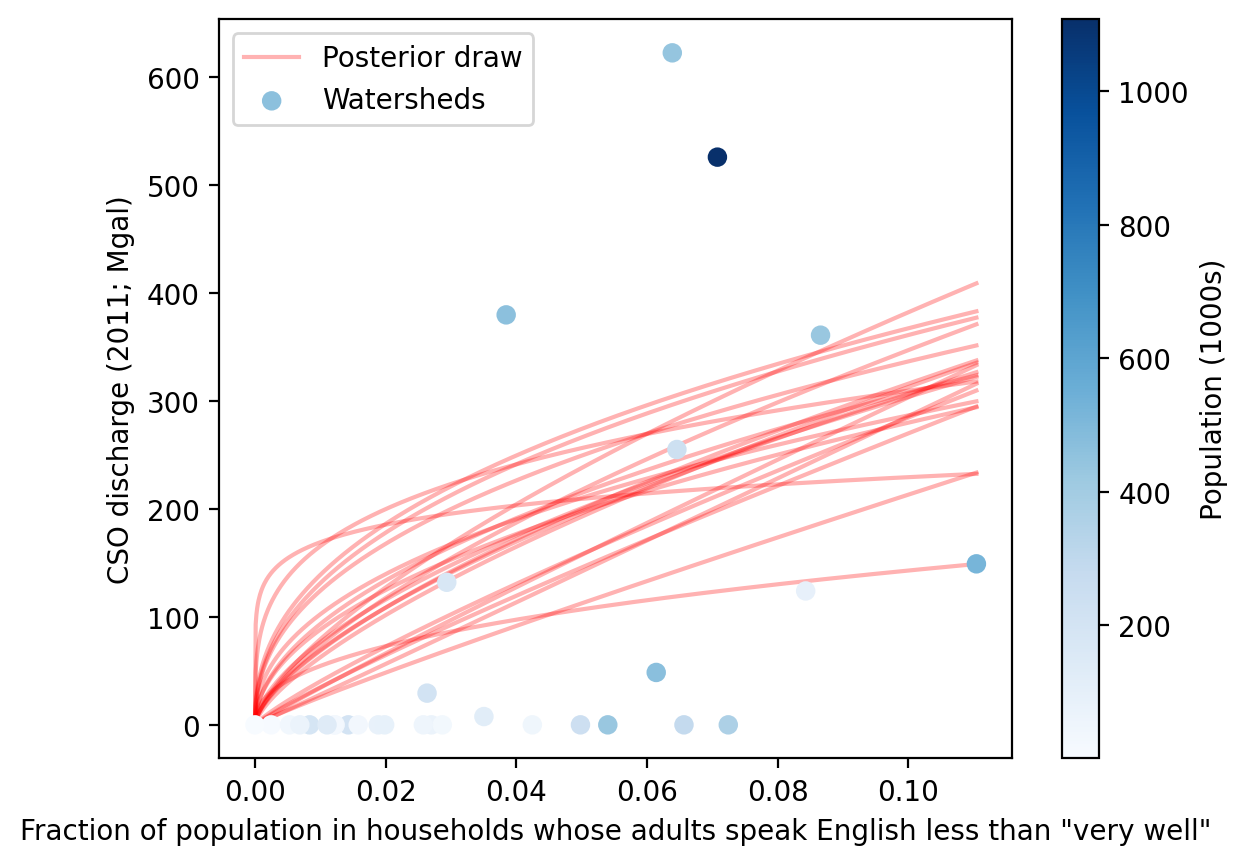 Posterior draw
Watersheds
600
500
400
300
200
100
0
CSO discharge (2011; Mgal)
0.00 0.02 0.04 0.06 0.08 0.10
Fraction of population in households whose adults speak English less than "very well"
1000
800
600
400
200
Population (1000s)